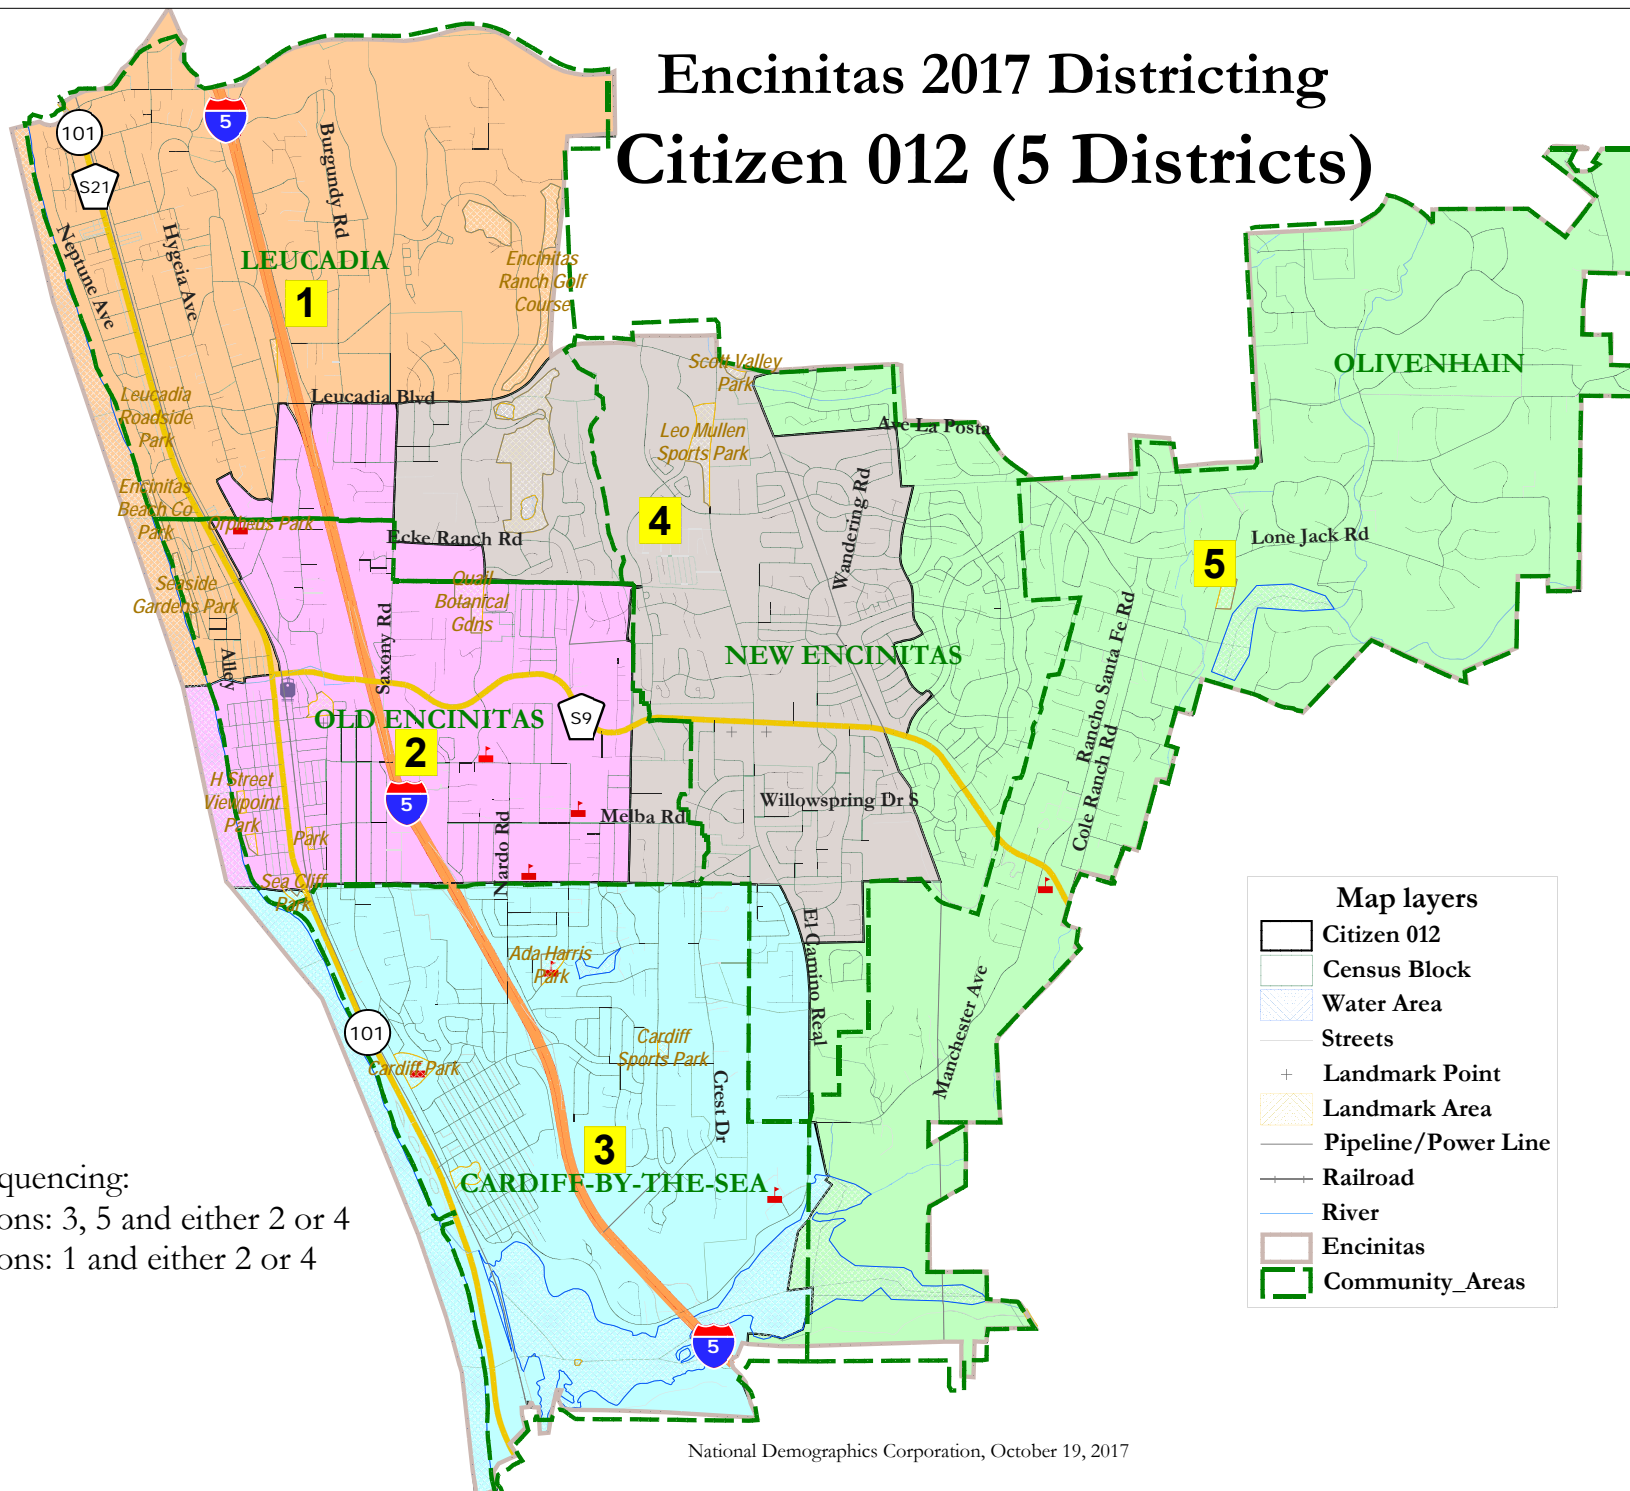 Encinitas 2017 Districting
Citizen 012 (5 Districts)
101
S21
5
Burgundy Rd
Neptune Ave
Hygeia Ave
LEUCADIA
1
Encinitas
Ranch Golf
Course
Leucadia Blvd
Leucadia
Roadside
Park
Scott Valley
Park
Leo Mullen
Sports Park
Ave La Posta
OLIVENHAIN
Encinitas
Beach Co
Park
Orpheus Park
Ecke Ranch Rd
4
Wandering Rd
Lone Jack Rd
5
Seaside
Gardens Park
Quail
Botanical
Gdns
Saxony Rd
Alley
NEW ENCINITAS
Rancho Santa Fe Rd
Cole Ranch Rd
OLD ENCINITAS
2
S9
5
H Street
Viewpoint
Park
Park
Nardo Rd
Melba Rd
Willowspring Dr S
Sea Cliff
Park
El Camino Real
Manchester Ave
Ada Harris
Park
101
Cardiff Park
Cardiff
Sports Park
Crest Dr
3
CARDIFF-BY-THE-SEA
5
quencing:
ons: 3, 5 and either 2 or 4
ons: 1 and either 2 or 4
Map layers
Citizen 012
Census Block
Water Area
Streets
Landmark Point
Landmark Area
Pipeline/Power Line
Railroad
River
Encinitas
Community_Areas
National Demographics Corporation, October 19, 2017